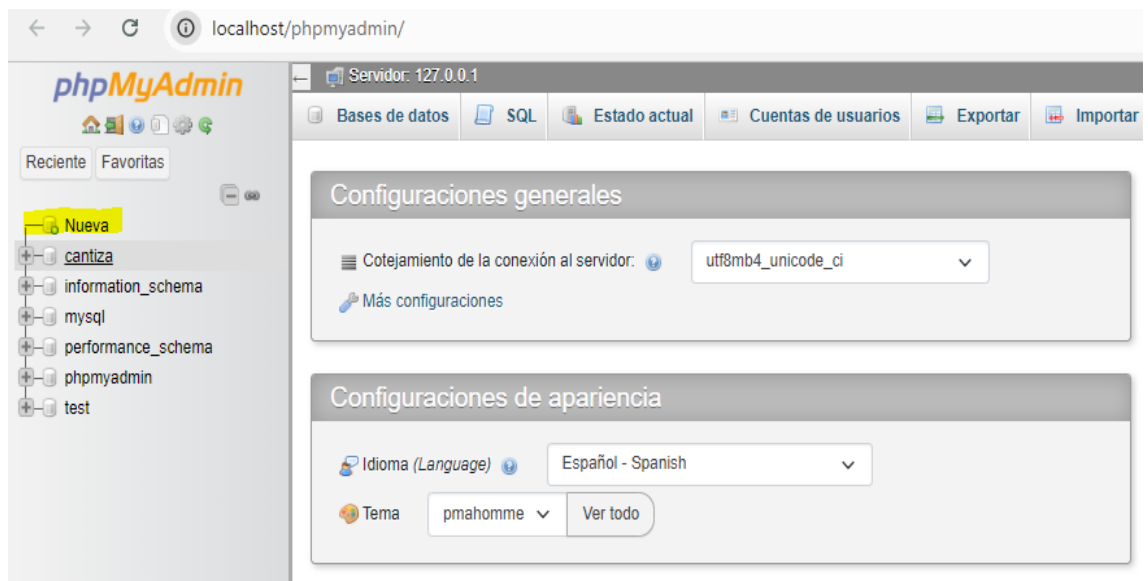 localhost/phpmyadmin/
phpMyAdmin
Reciente Favoritas
Nueva
cantiza
information_schema
mysql
performance_schema
phpmyadmin
test
Servidor: 127.0.0.1
Bases de datos SQL Estado actual Cuentas de usuarios Exportar Importar
Configuraciones generales
Cotejamiento de la conexión al servidor: utf8mb4_unicode_ci
Más configuraciones
Configuraciones de apariencia
Idioma (Language) Español - Spanish
Tema pmahomme Ver todo